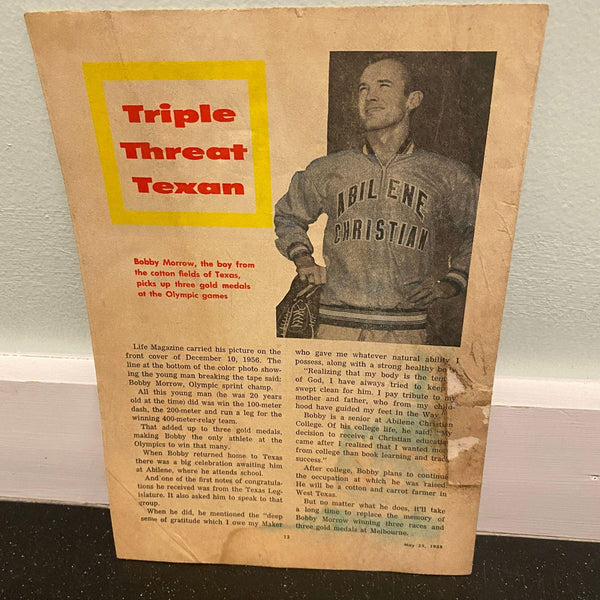 Triple
Threat
Texan
ABILENE
CHRISTIAN
Bobby Morrow, the boy from
the cotton fields of Texas,
picks up three gold medals
at the Olympic games
Life Magazine carried his picture on the
front cover of December 10, 1956. The
line at the bottom of the color photo show-
ing the young man breaking the tape said:
Bobby Morrow, Olympic sprint champ.
All this young man (he was 20 years
old at the time) did was win the 100-meter
dash, the 200-meter and run a leg for the
winning 400-meter-relay team.
That added up to three gold medals,
making Bobby the only athlete at the
Olympics to win that many.
When Bobby returned home to Texas
there was a big celebration awaiting him
at Abilene, where he attends school.
And one of the first notes of congratula-
tions he received was from the Texas Leg-
islature. It also asked him to speak to that
group.
When he did, he mentioned the "deep
sense of gratitude which I owe my Maker
who gave me whatever natural ability I
possess, along with a strong healthy
"Realizing that my body is the
of God, I have always tried to keep
swept clean for him. I pay tribute to my
mother and father, who from my child-
hood have guided my feet in the Way."
Bobby is a senior at Abilene Christian
College. Of his college life, he said, "My
decision to receive a Christian education
came after I realized that I wanted more
from college than book learning and track
success."
After college, Bobby plans to continue
the occupation at which he was raised.
He will be a cotton and carrot farmer in
West Texas.
But no matter what he does, it'll take
a long time to replace the memory of
Bobby Morrow winning three races and
three gold medals at Melbourne.
13
May 25, 1958